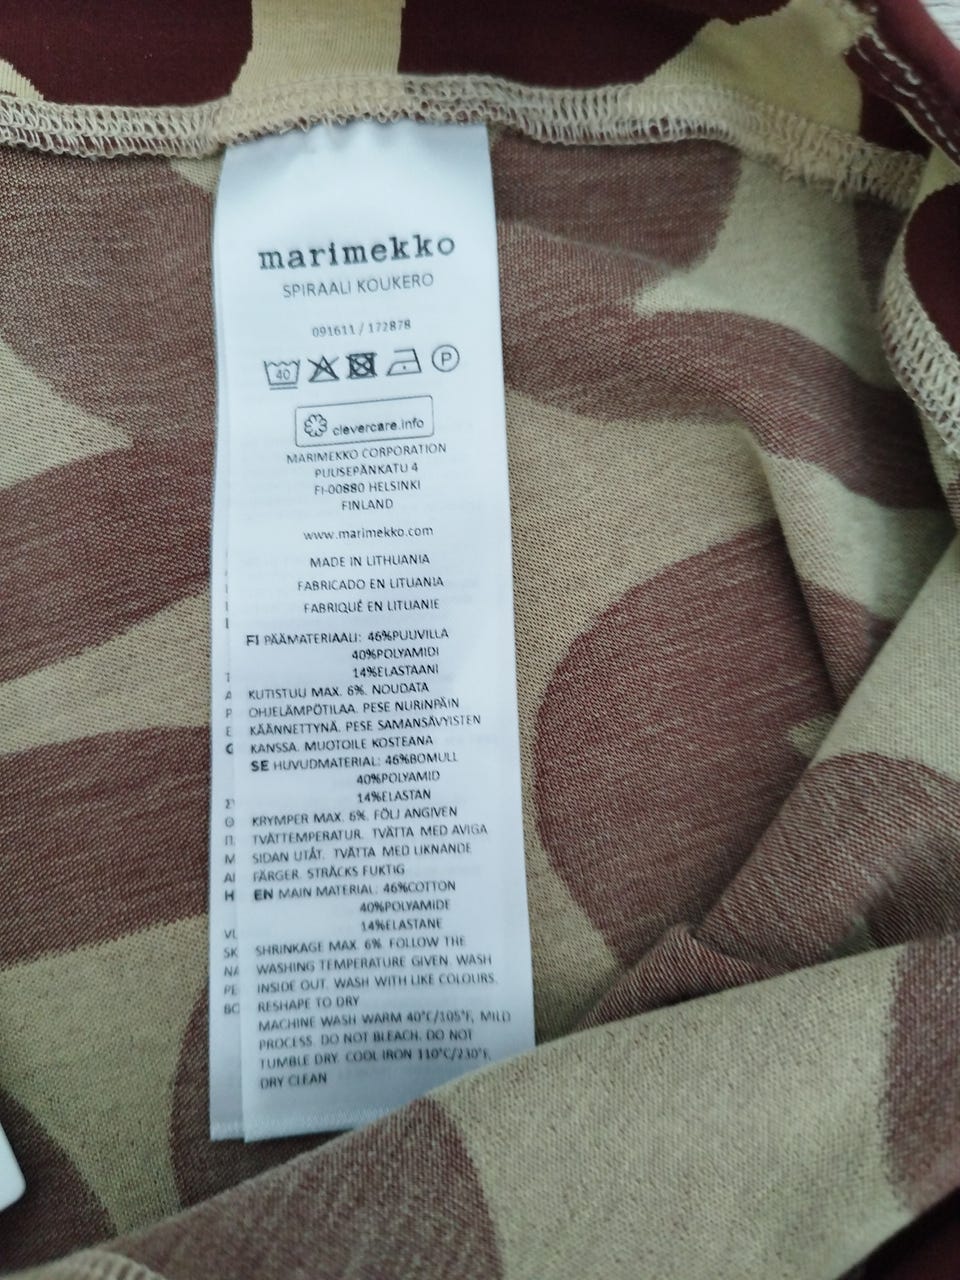 marimekko
SPIRAALI KOUKERO
091611 / 172878
40
P
clevercare.info
MARIMEKKO CORPORATION
PUUSEPÄNKATU 4
FI-00880 HELSINKI
FINLAND
www.marimekko.com
MADE IN LITHUANIA
FABRICADO EN LITUANIA
FABRIQUÉ EN LITUANIE
FI PÄÄMATERIAALI: 46%PUUVILLA
40%POLYAMIDI
14%ELASTAANI
KUTISTUU MAX. 6%. NOUDATA
OHJELÄMPÖTILAA. PESE NURINPÄIN
KÄÄNNETTYNÄ. PESE SAMANSÄVYISTEN
KANSSA. MUOTOILE KOSTEANA
SE HUVUDMATERIAL: 46%BOMULL
40%POLYAMID
14%ELASTAN
KRYMPER MAX. 6%. FÖLJ ANGIVEN
TVÄTTEMPERATUR. TVÄTTA MED AVIGA
SIDAN UTÅT. TVÄTTA MED LIKNANDE
FÄRGER. STRÄCKS FUKTIG
EN MAIN MATERIAL: 46%COTTON
40%POLYAMIDE
14%ELASTANE
SHRINKAGE MAX. 6%. FOLLOW THE
WASHING TEMPERATURE GIVEN. WASH
INSIDE OUT. WASH WITH LIKE COLOURS.
RESHAPE TO DRY
MACHINE WASH WARM 40°C/105°F, MILD
PROCESS. DO NOT BLEACH. DO NOT
TUMBLE DRY. COOL IRON 110°C/230°F,
DRY CLEAN